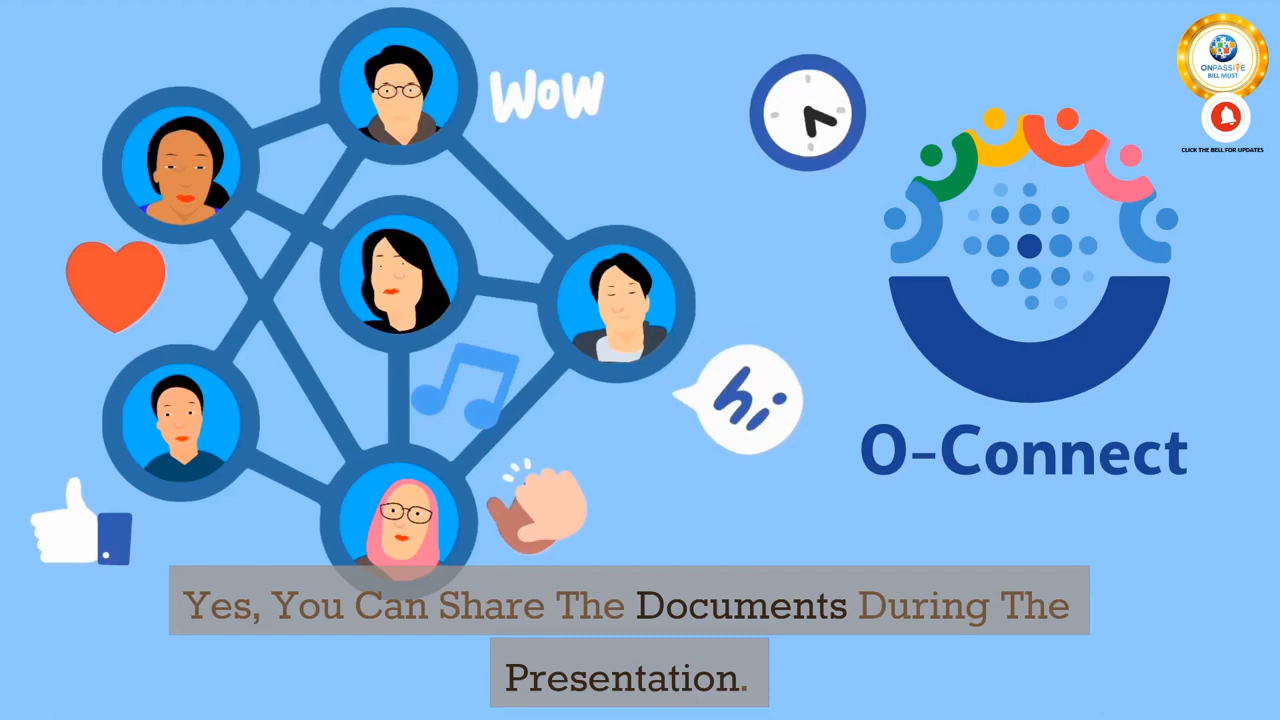 WOW
ONPASSIVE
BILL MUST
CLICK THE BELL FOR UPDATES
hi
O-Connect
Yes, You Can Share The Documents During The
Presentation.